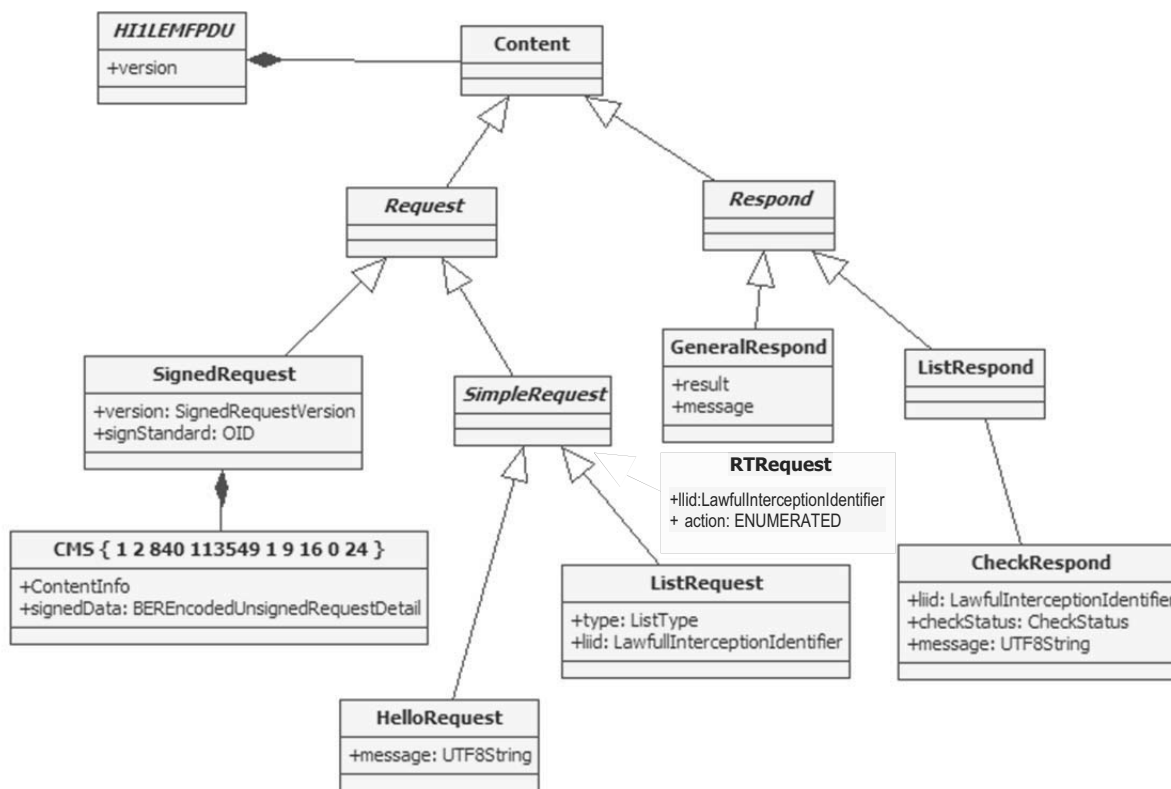 HI1LEMFPDU
+version
Content
Request
Respond
SignedRequest
+version: SignedRequestVersion
+signStandard: OID
SimpleRequest
GeneralRespond
+result
+message
ListRespond
RTRequest
+llid:LawfulInterceptionIdentifier
+ action: ENUMERATED
CMS { 1 2 840 113549 1 9 16 0 24 }
+ContentInfo
+signedData: BEREncodedUnsignedRequestDetail
ListRequest
+type: ListType
+liid: LawfullInterceptionIdentifier
CheckRespond
+liid: LawfulInterceptionIdentifier
+checkStatus: CheckStatus
+message: UTF8String
HelloRequest
+message: UTF8String